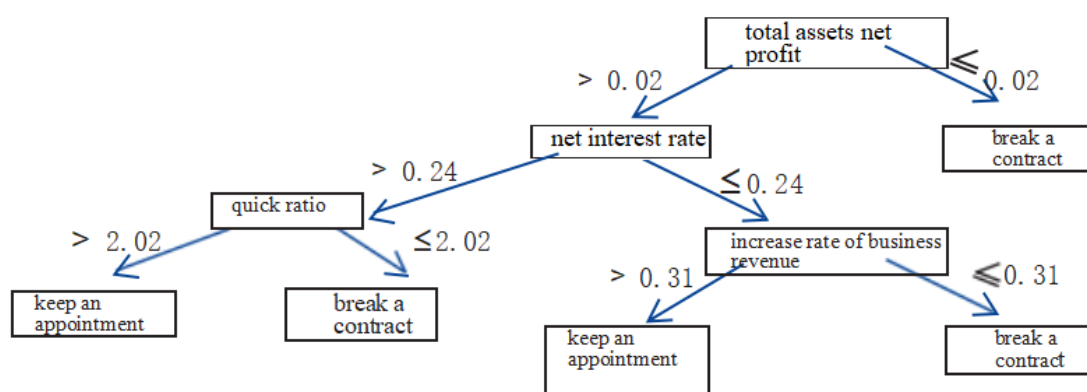 total assets net
profit
> 0.02
≤
0.02
net interest rate
break a
contract
> 0.24
≤0.24
quick ratio
> 2.02
≤2.02
increase rate of business
revenue
> 0.31
≤0.31
keep an
appointment
break a
contract
keep an
appointment
break a
contract